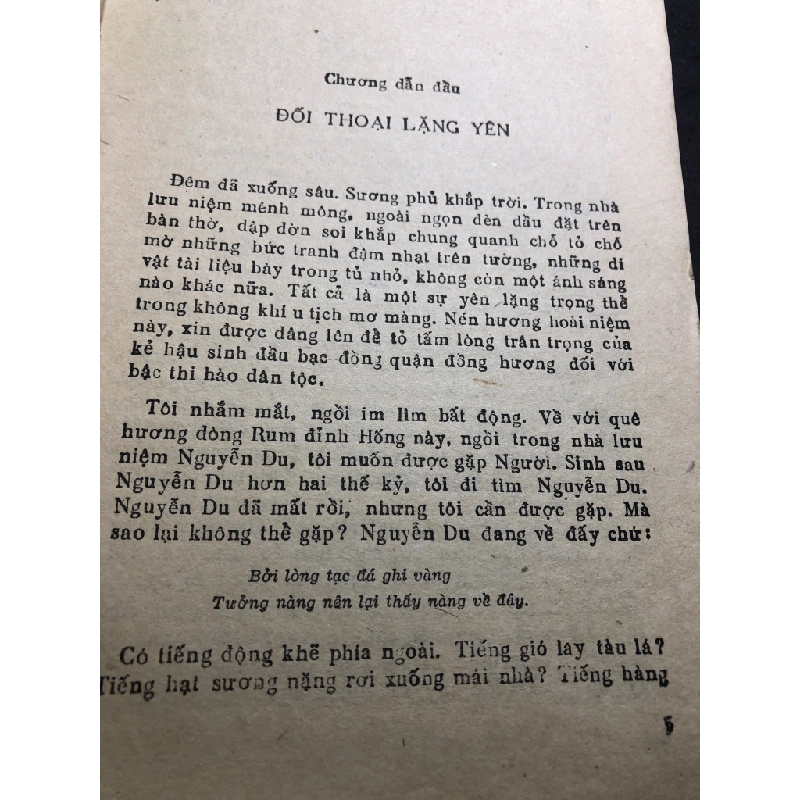 Chương dẫn đầu
ĐỐI THOẠI LẶNG YÊN
Đêm đã xuống sâu. Sương phủ khắp trời. Trong nhà
lưu niệm mênh mông, ngoài ngọn đèn dầu đặt trên
bàn thờ, dập dờn soi khắp chung quanh chỗ tỏ chỗ
mờ những bức tranh đậm nhạt trên tường, những di
vật tài liệu bày trong tủ nhỏ, không còn một ánh sáng
nào khác nữa. Tất cả là một sự yên lặng trọng thể
trong không khí u tịch mơ màng. Nén hương hoài niệm
này, xin được dâng lên để tỏ tấm lòng trân trọng của
kẻ hậu sinh đầu bạc đồng quận đồng hương đối với
bậc thi hào dân tộc.
Tôi nhắm mắt, ngồi im lìm bất động. Về với quê
hương dòng Rum đỉnh Hống này, ngồi trong nhà lưu
niệm Nguyễn Du, tôi muốn được gặp Người. Sinh sau
Nguyễn Du hơn hai thế kỷ, tôi đi tìm Nguyễn Du.
Nguyễn Du đã mất rồi, nhưng tôi cần được gặp. Mà
sao lại không thể gặp? Nguyễn Du đang về đấy chứ:
Bởi lòng tạc đá ghi vàng
Tưởng nàng nên lại thấy nàng về đây.
Có tiếng động khẽ phía ngoài. Tiếng gió lay tàu lá?
Tiếng hạt sương nặng rơi xuống mái nhà? Tiếng hàng
5